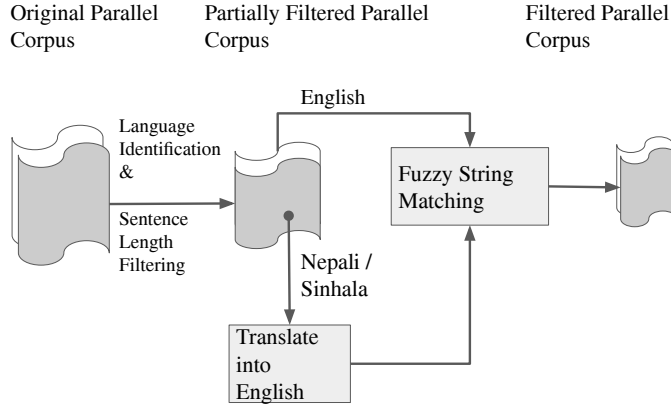 Original Parallel
Corpus
Partially Filtered Parallel
Corpus
Filtered Parallel
Corpus
Language
Identification
&
Sentence
Length
Filtering
English
Nepali /
Sinhala
Translate
into
English
Fuzzy String
Matching